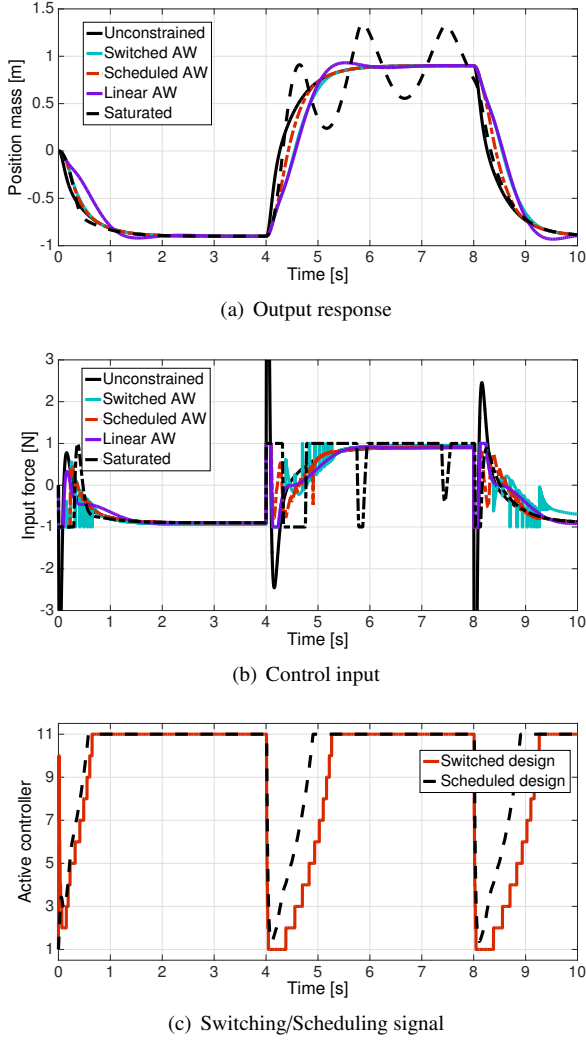 1.5
1
0.5
0
-0.5
-1
Position mass [m]
Unconstrained
Switched AW
Scheduled AW
Linear AW
Saturated
0 1 2 3 4 5 6 7 8 9 10
Time [s]
(a) Output response
3
2
1
0
-1
-2
-3
Input force [N]
Unconstrained
Switched AW
Scheduled AW
Linear AW
Saturated
0 1 2 3 4 5 6 7 8 9 10
Time [s]
(b) Control input
11
9
7
5
3
1
Active controller
Switched design
Scheduled design
0 1 2 3 4 5 6 7 8 9 10
Time [s]
(c) Switching/Scheduling signal